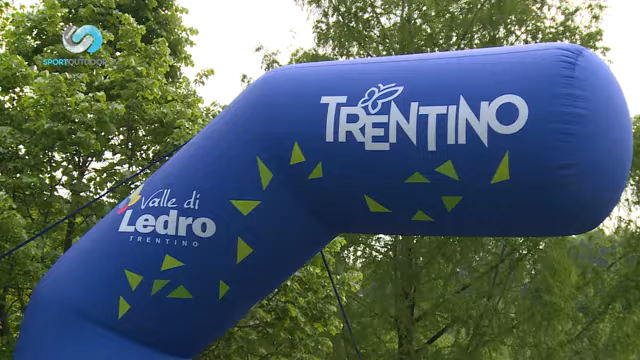 SPORTOUTDOOR
TRENTINO
Valle di
Ledro
TRENTINO